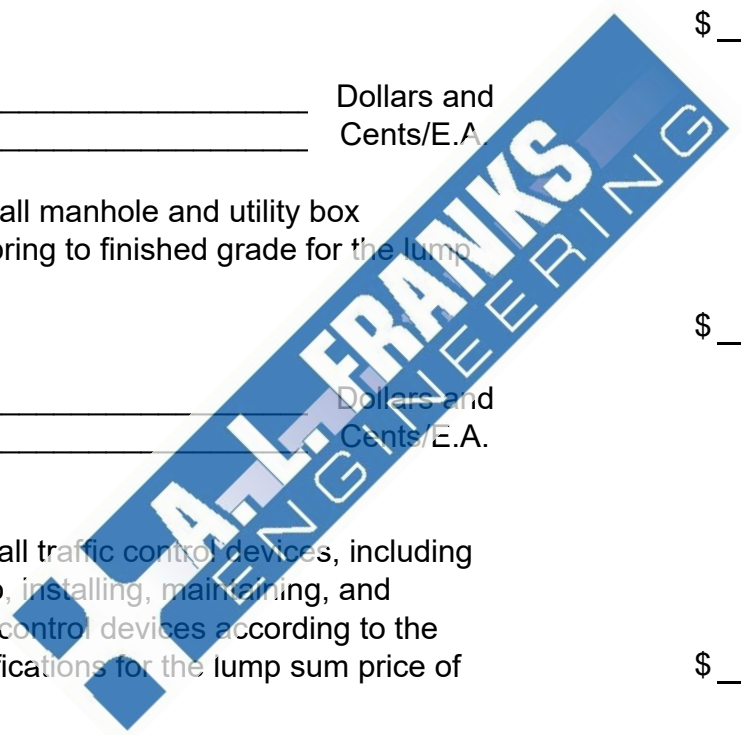 $
Dollars and
Cents/E.A.
all manhole and utility box
bring to finished grade for the lump
$
Dollars and
Cents/E.A.
all traffic control devices, including
installing, maintaining, and
control devices according to the
for the lump sum price of
$
A. L. FRANKS
ENGINEERING